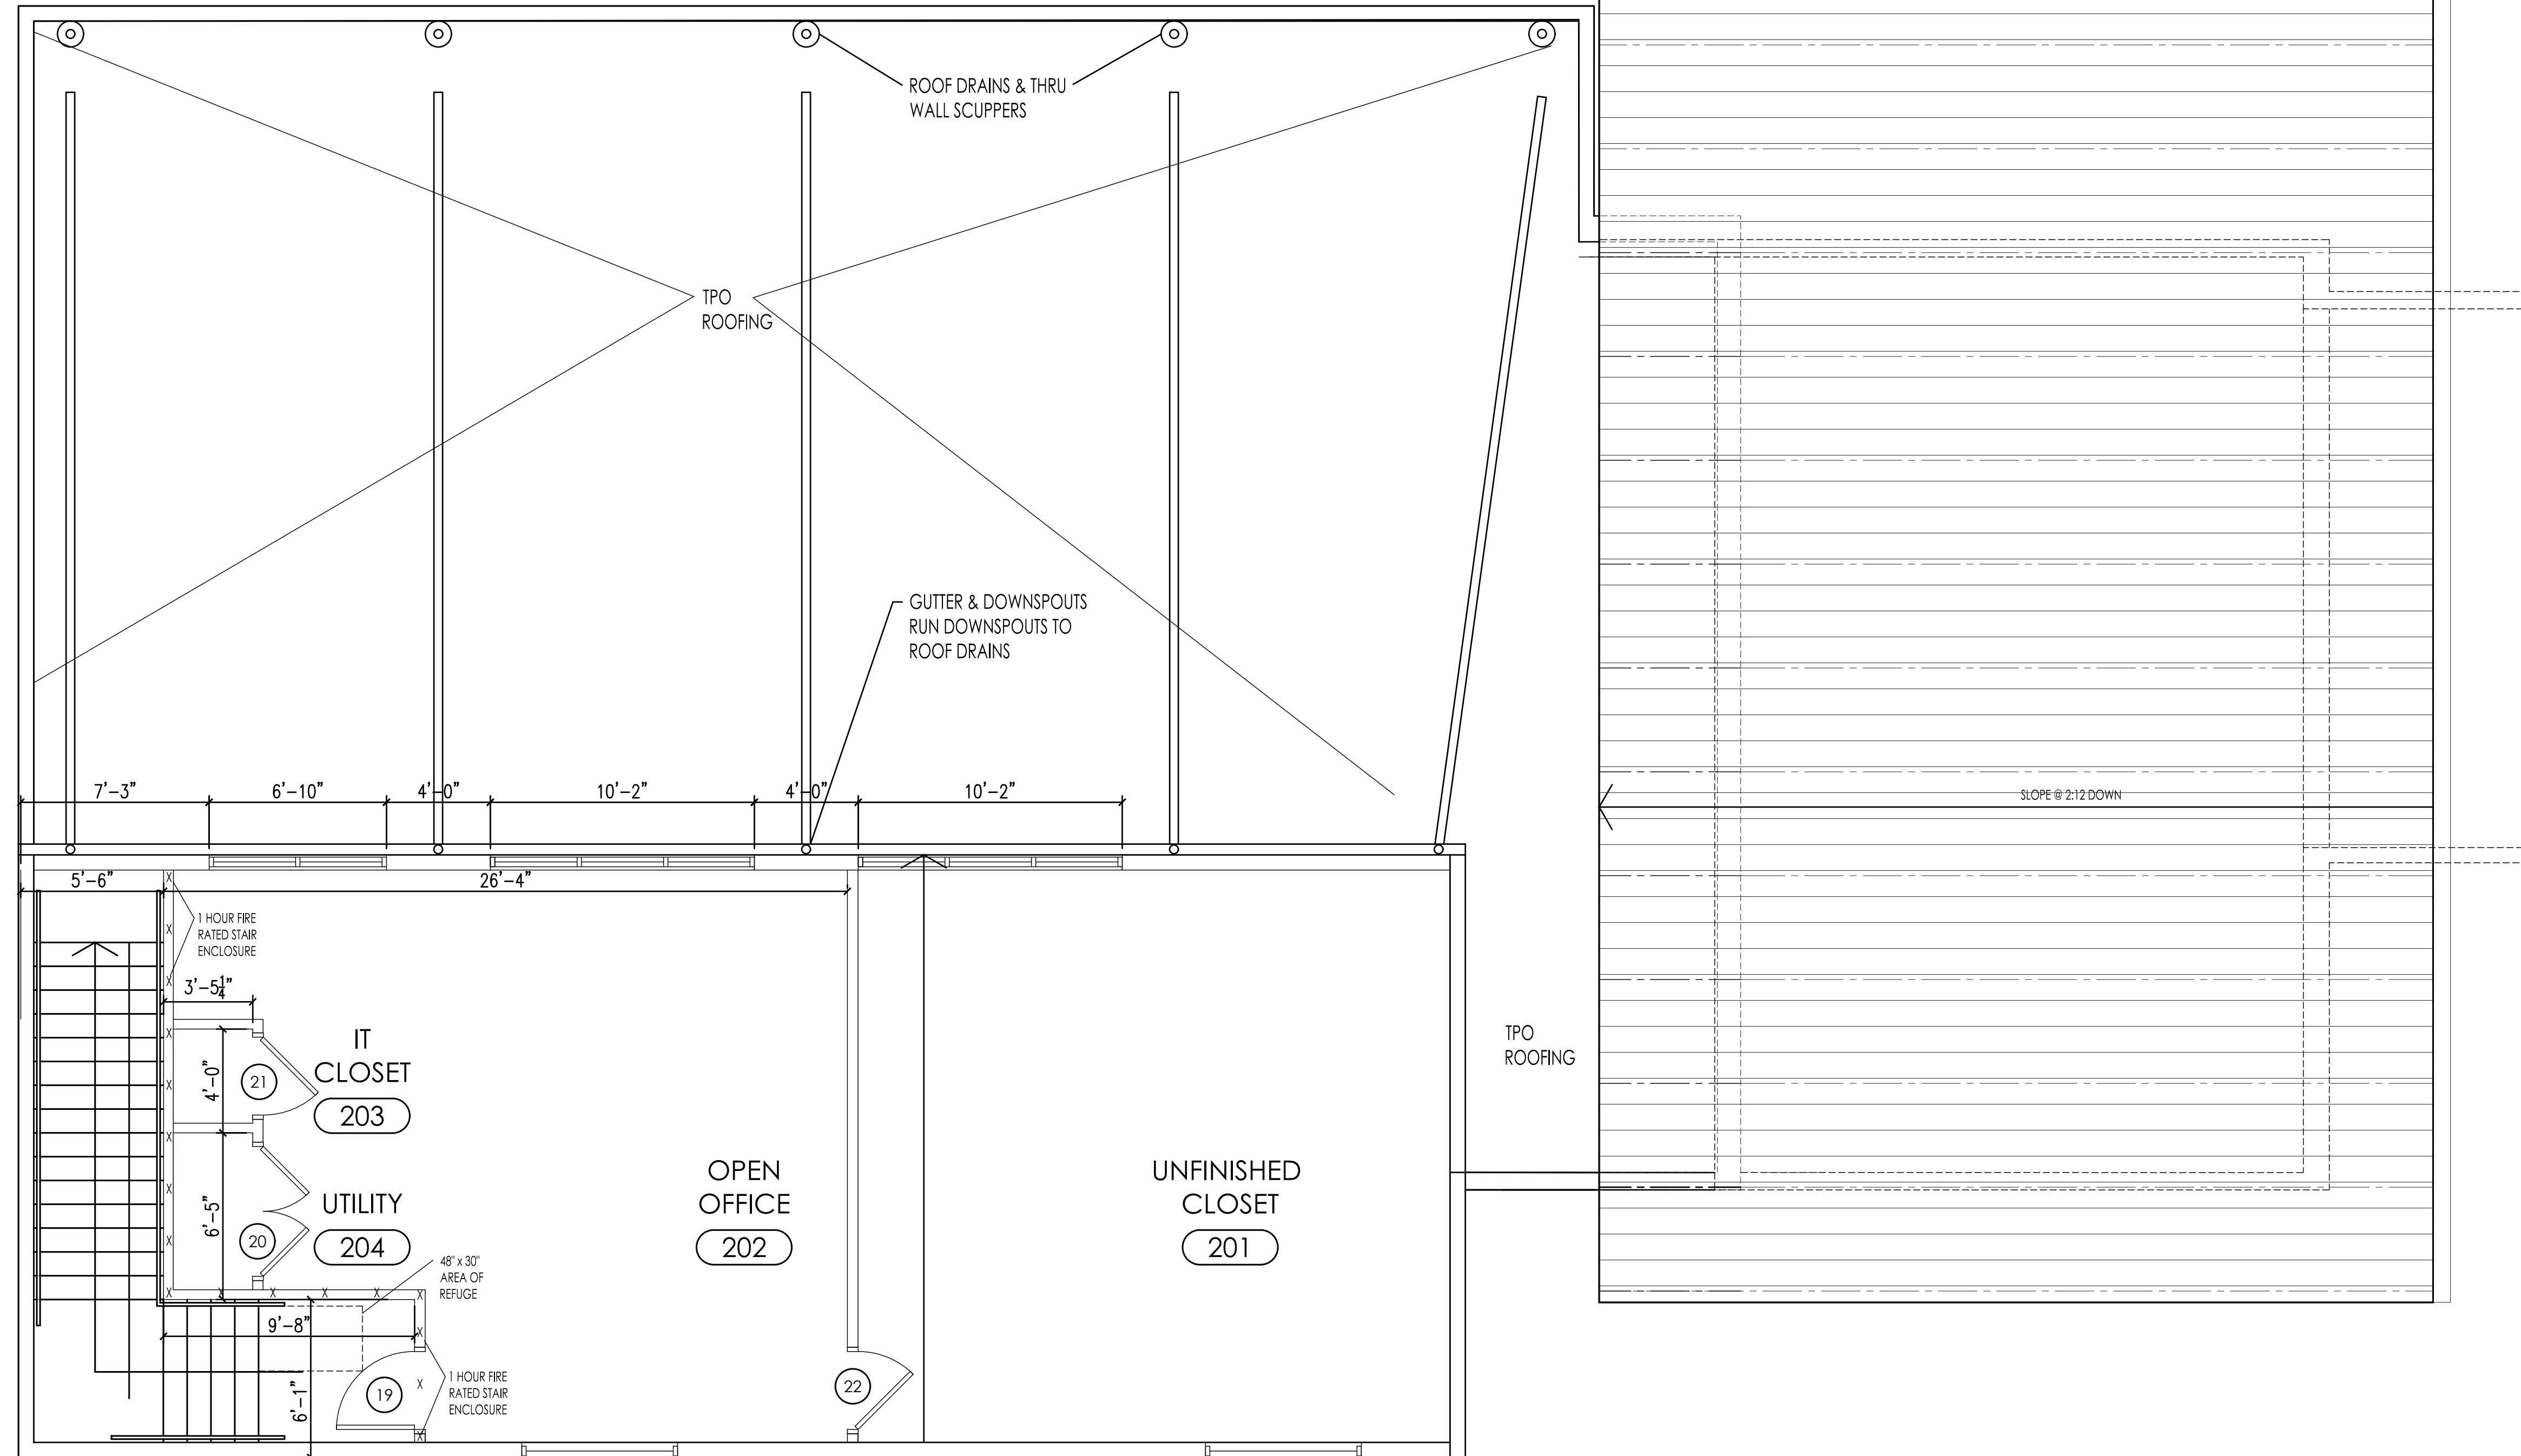 ROOF DRAINS & THRU
WALL SCUPPERS
TPO
ROOFING
GUTTER & DOWNSPOUTS
RUN DOWNSPOUTS TO
ROOF DRAINS
7'-3" 6'-10" 4'-0" 10'-2" 4'-0" 10'-2"
SLOPE @ 2:12 DOWN
5'-6" 26'-4"
1 HOUR FIRE
RATED STAIR
ENCLOSURE
3'-5 1/4"
IT
CLOSET
203
21
4'-0"
TPO
ROOFING
UTILITY
204
20
6'-5"
OPEN
OFFICE
202
UNFINISHED
CLOSET
201
48" x 30"
AREA OF
REFUGE
9'-8"
1 HOUR FIRE
RATED STAIR
ENCLOSURE
19
22
6'-1"
X X X X X X X X X X X X X X X X X